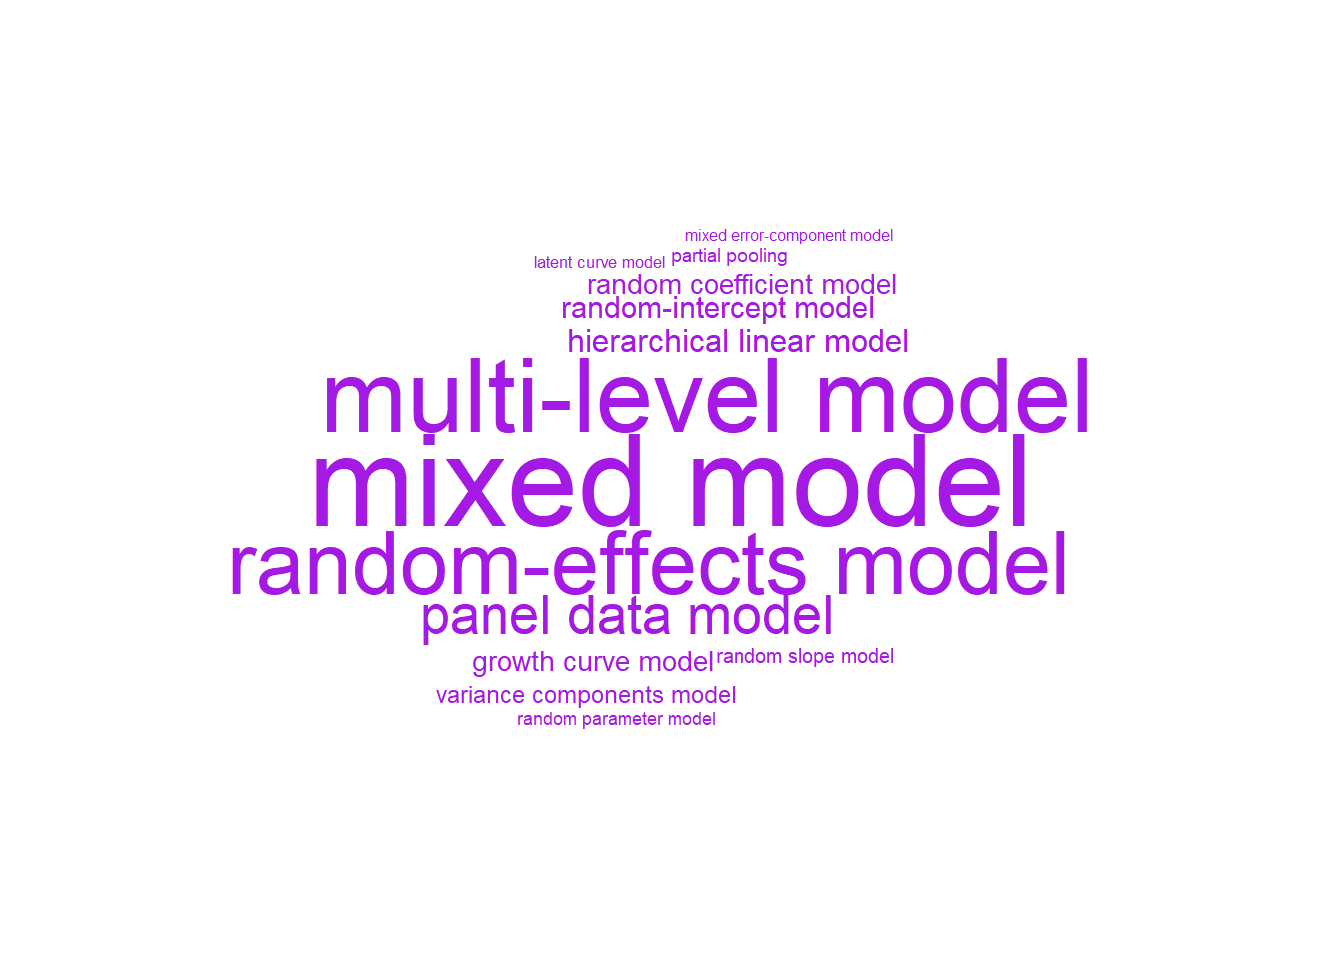 mixed error-component model
partial pooling
latent curve model
random coefficient model
random-intercept model
hierarchical linear model
multi-level model
mixed model
random-effects model
panel data model
growth curve model
random slope model
variance components model
random parameter model